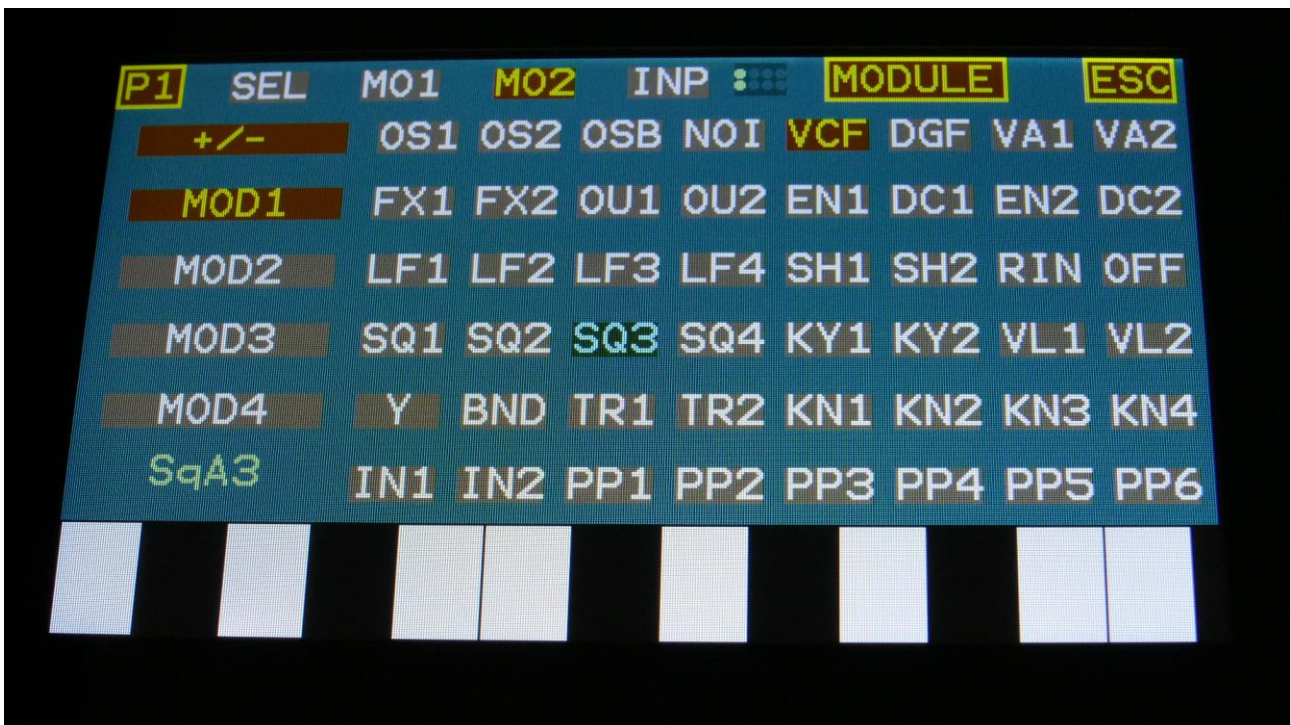 P1 SEL MO1 MO2 INP MODULE ESC
+/- OS1 OS2 OSB NOI VCF DGF VA1 VA2
MOD1 FX1 FX2 OU1 OU2 EN1 DC1 EN2 DC2
MOD2 LF1 LF2 LF3 LF4 SH1 SH2 RIN OFF
MOD3 SQ1 SQ2 SQ3 SQ4 KY1 KY2 VL1 VL2
MOD4 Y BND TR1 TR2 KN1 KN2 KN3 KN4
SqA3 IN1 IN2 PP1 PP2 PP3 PP4 PP5 PP6